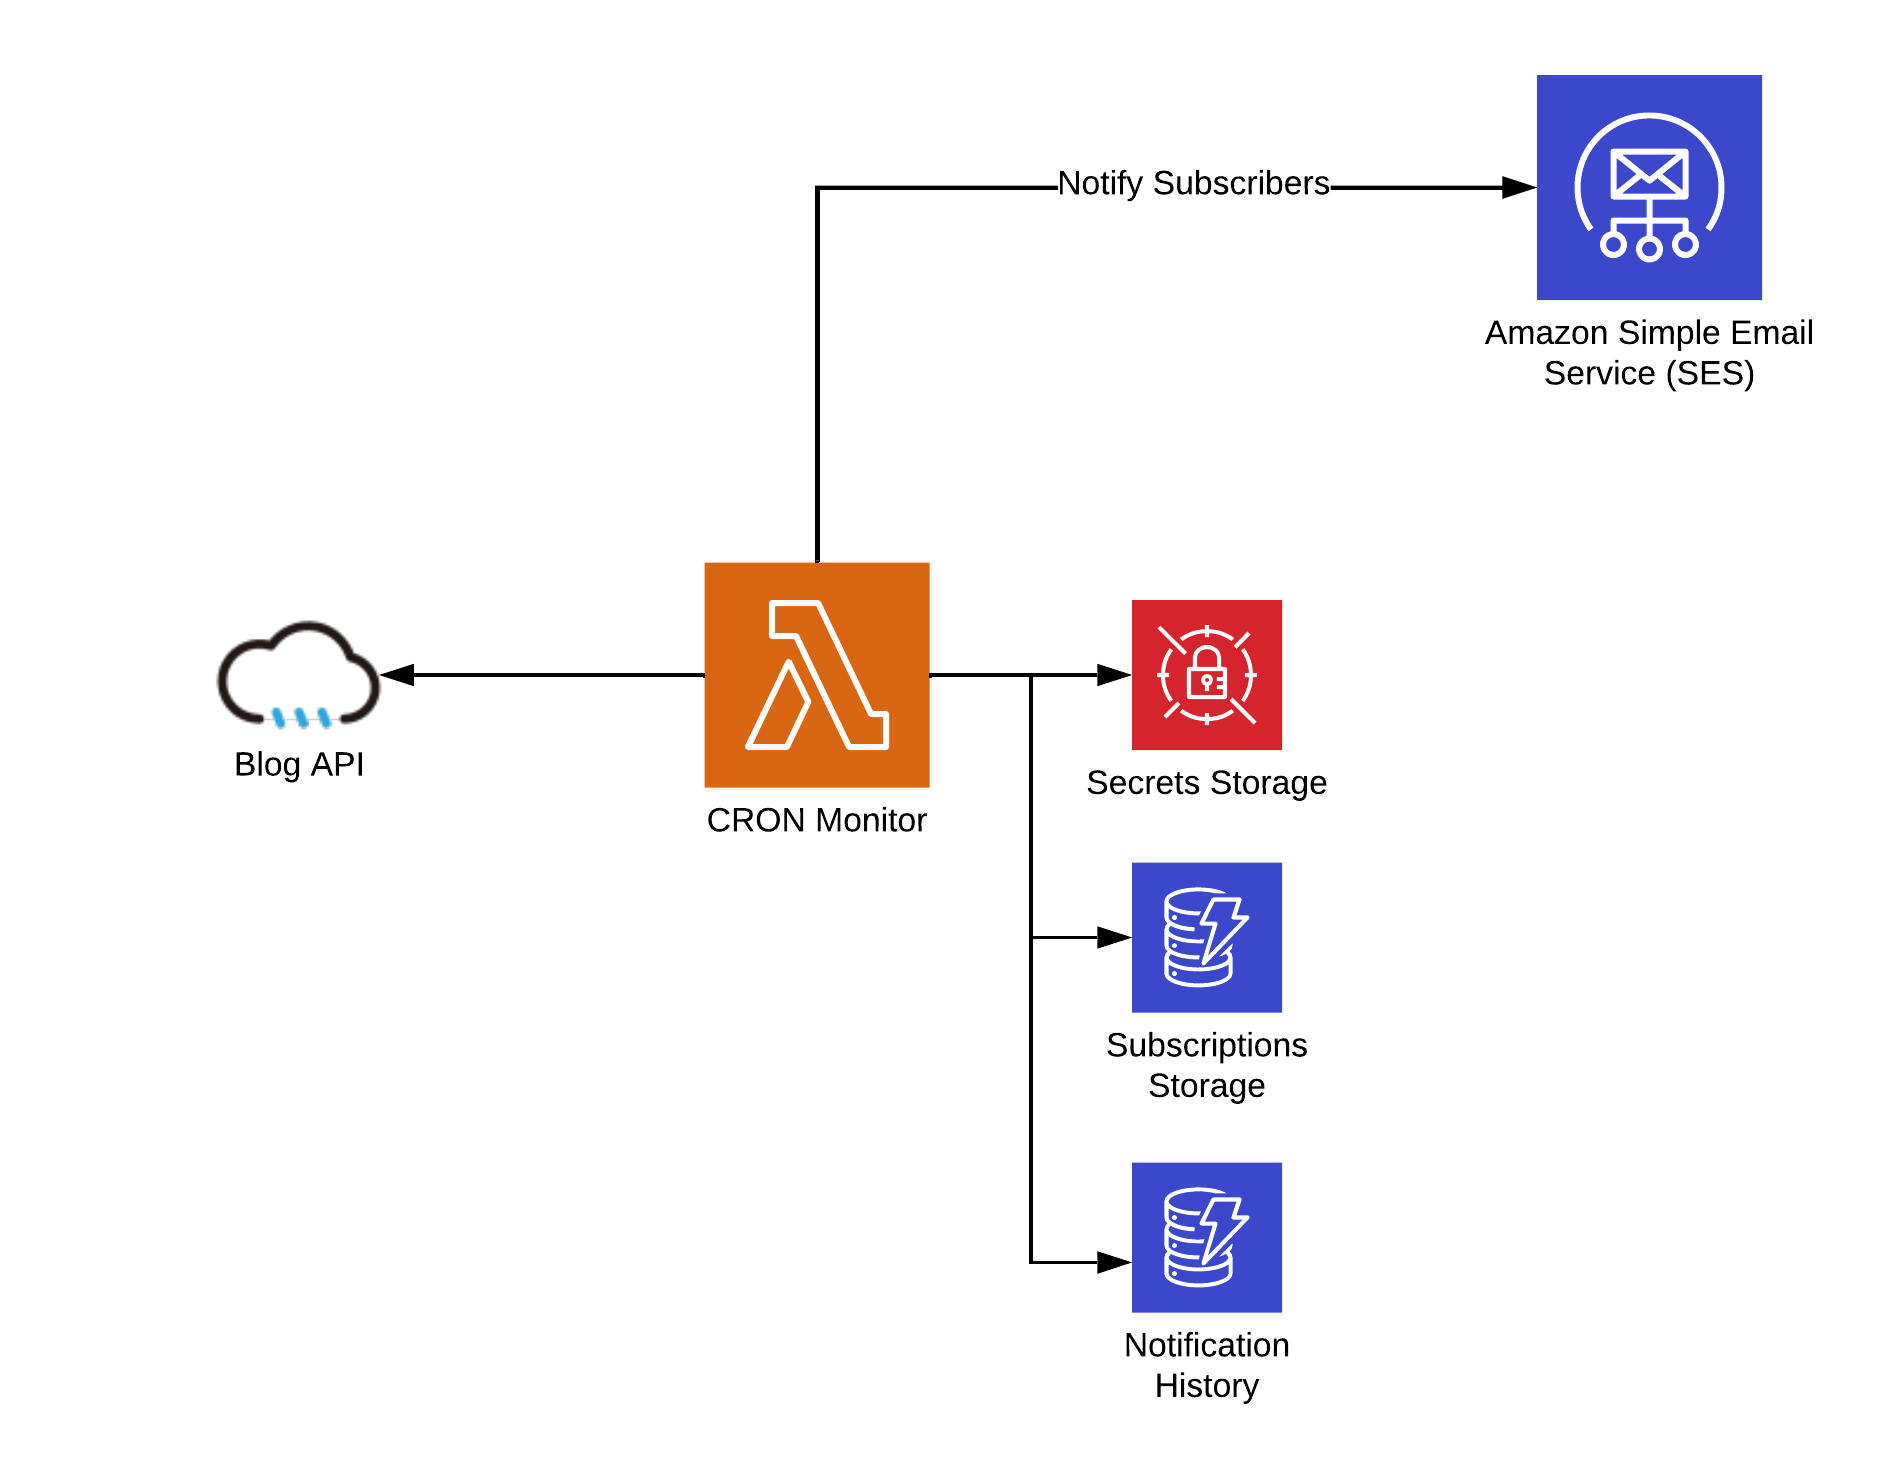 Notify Subscribers
Amazon Simple Email
Service (SES)
Blog API
CRON Monitor
Secrets Storage
Subscriptions
Storage
Notification
History